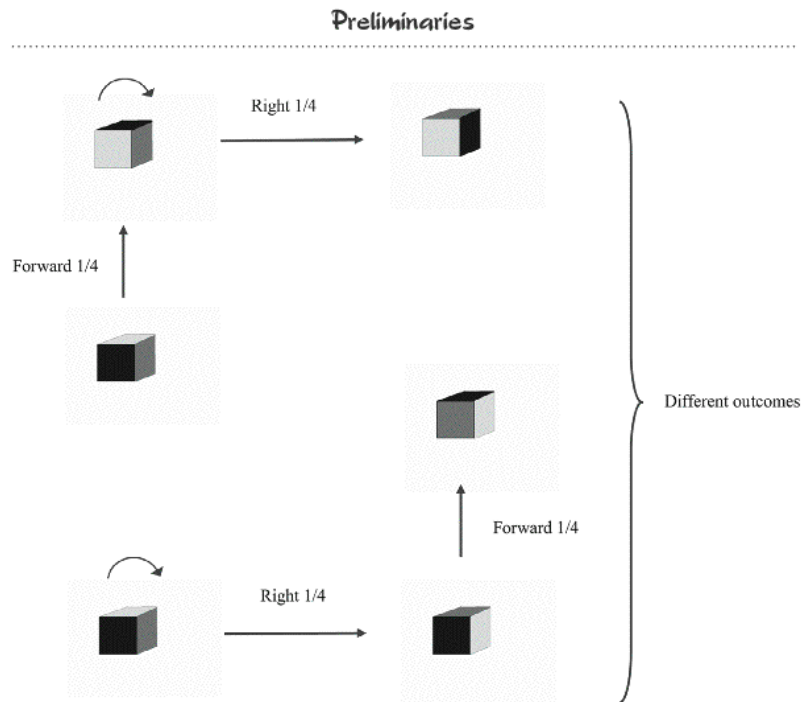 Preliminaries
Right 1/4
Forward 1/4
Different outcomes
Forward 1/4
Right 1/4